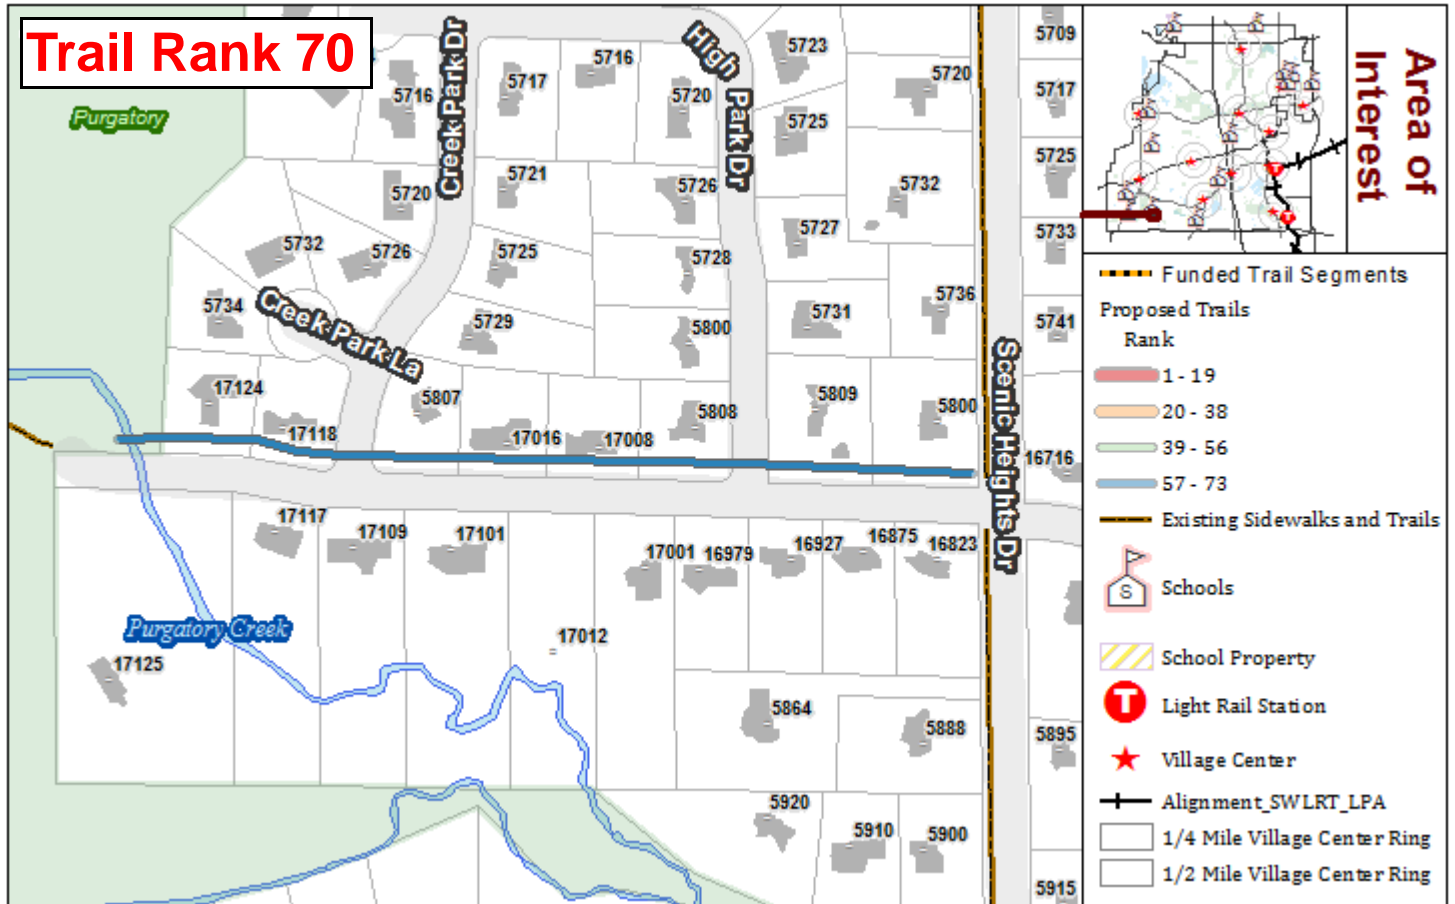 Trail Rank 70
Purgatory
Creek Park Dr
High Park Dr
5716
5717
5716
5720
5723
5720
5709
5717
5725
5720
5721
5726
5732
5725
5732
5726
5725
5728
5727
5733
5734
Creek Park La
5729
5800
5731
5736
5741
17124
5807
5808
5809
5800
Scenic Heights Dr
17118
17016
17008
16716
17117
17109
17101
17001
16979
16927
16875
16823
Purgatory Creek
17125
17012
5864
5888
5895
5920
5910
5900
5915
Area of
Interest
Funded Trail Segments
Proposed Trails
Rank
1 - 19
20 - 38
39 - 56
57 - 73
Existing Sidewalks and Trails
S
Schools
School Property
T
Light Rail Station
Village Center
Alignment_SWLRT_LPA
1/4 Mile Village Center Ring
1/2 Mile Village Center Ring